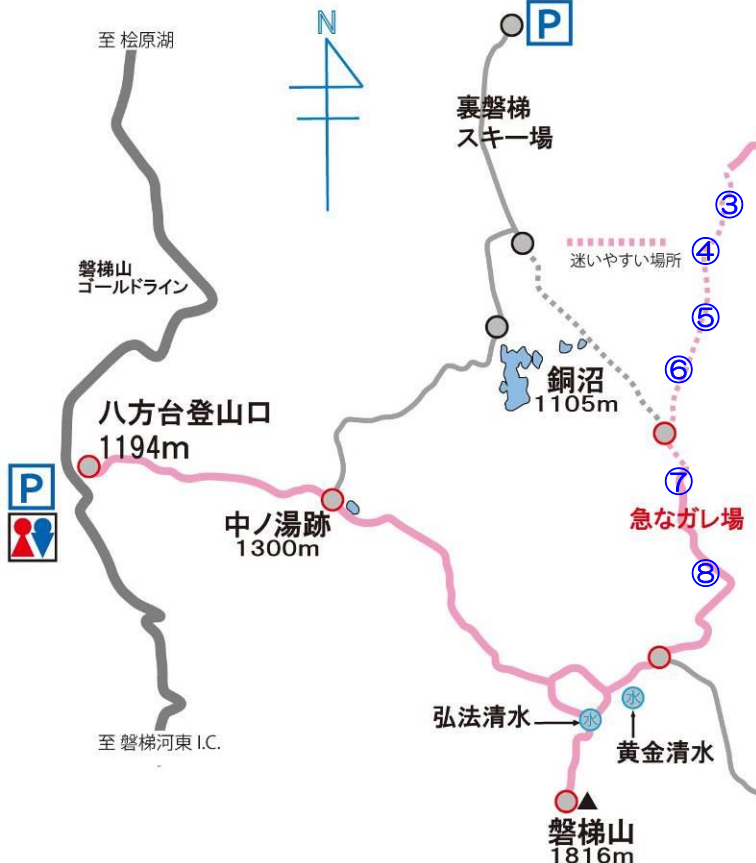 N
至 桧原湖
P
裏磐梯
スキー場
③
④
迷いやすい場所
磐梯山
ゴールドライン
⑤
⑥
銅沼
1105m
八方台登山口
1194m
P
⑦
中ノ湯跡
1300m
急なガレ場
⑧
弘法清水
水
水
黄金清水
至 磐梯河東 I.C.
磐梯山
1816m